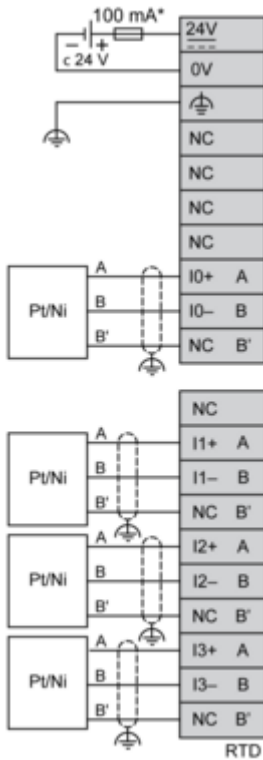 100 mA*
24V
– +
c 24 V
0V
NC
NC
NC
NC
A I0+ A
Pt/Ni B I0– B
B' NC B'
NC
A I1+ A
Pt/Ni B I1– B
B' NC B'
A I2+ A
Pt/Ni B I2– B
B' NC B'
A I3+ A
Pt/Ni B I3– B
B' NC B'
RTD